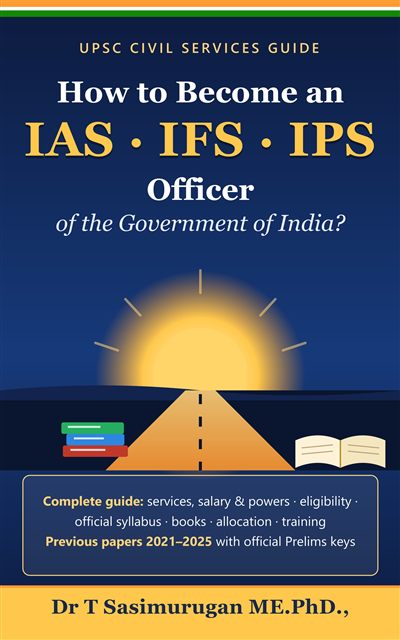 UPSC CIVIL SERVICES GUIDE
How to Become an
IAS · IFS · IPS
Officer
of the Government of India?
Complete guide: services, salary & powers · eligibility ·
official syllabus · books · allocation · training
Previous papers 2021–2025 with official Prelims keys
Dr T Sasimurugan ME.PhD.,